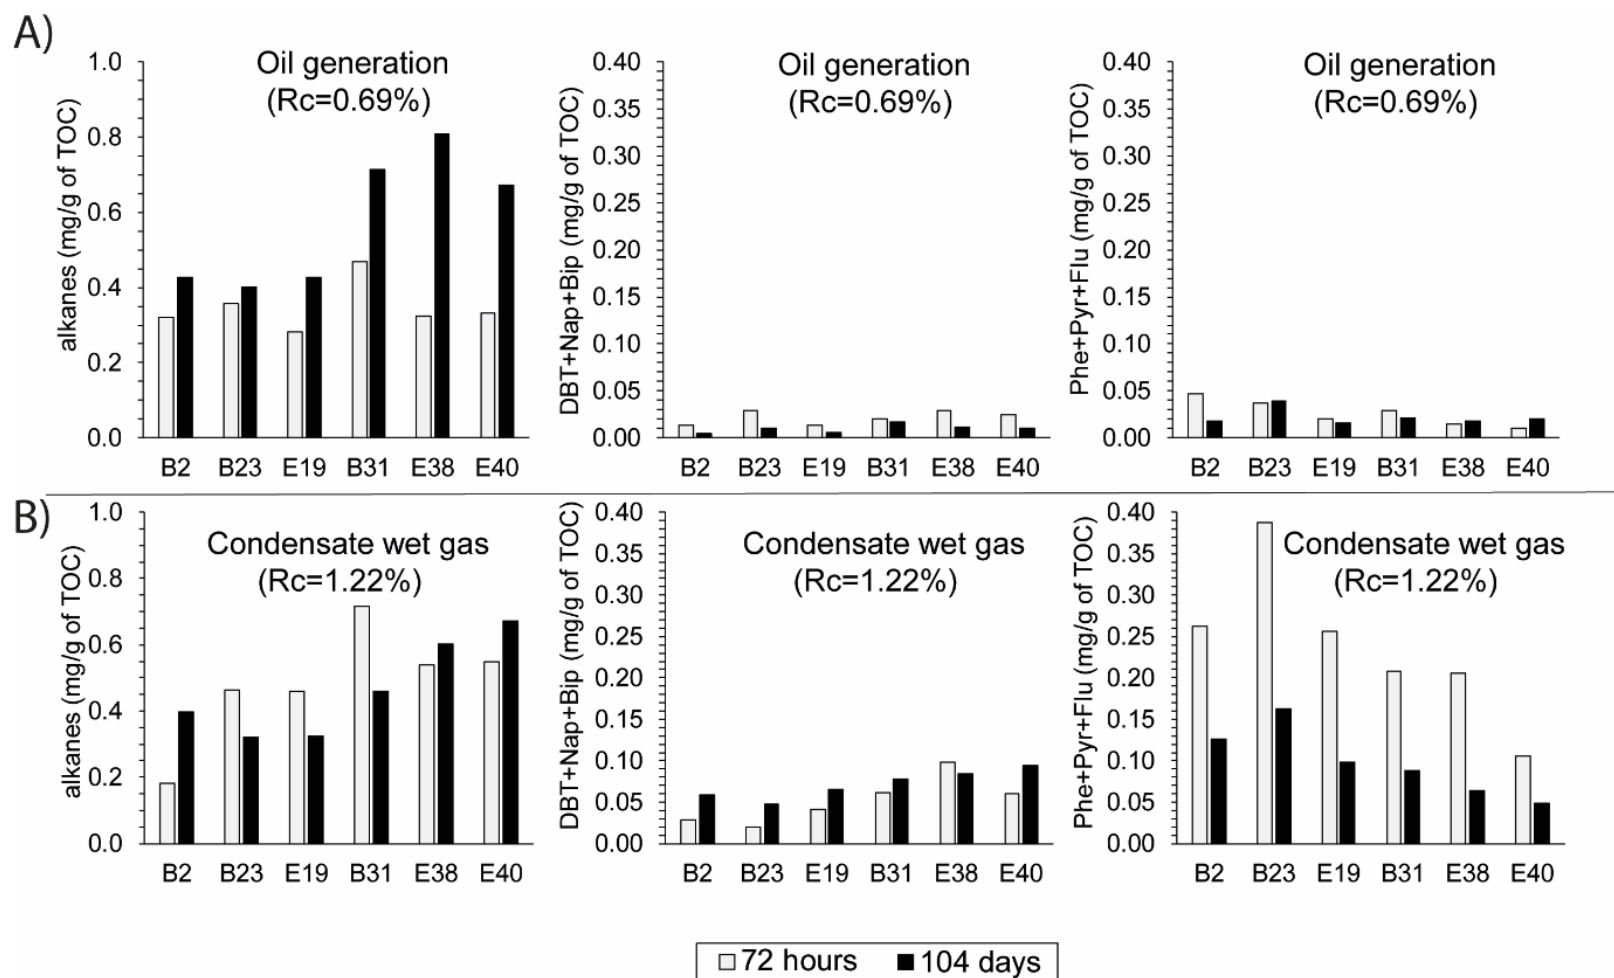 A)
Oil generation
(Rc=0.69%)
alkanes (mg/g of TOC)
1.0
0.8
0.6
0.4
0.2
0.0
B2 B23 E19 B31 E38 E40
Oil generation
(Rc=0.69%)
DBT+Nap+Bip (mg/g of TOC)
0.40
0.35
0.30
0.25
0.20
0.15
0.10
0.05
0.00
B2 B23 E19 B31 E38 E40
Oil generation
(Rc=0.69%)
Phe+Pyr+Flu (mg/g of TOC)
0.40
0.35
0.30
0.25
0.20
0.15
0.10
0.05
0.00
B2 B23 E19 B31 E38 E40
B)
Condensate wet gas
(Rc=1.22%)
alkanes (mg/g of TOC)
1.0
0.8
0.6
0.4
0.2
0.0
B2 B23 E19 B31 E38 E40
Condensate wet gas
(Rc=1.22%)
DBT+Nap+Bip (mg/g of TOC)
0.40
0.35
0.30
0.25
0.20
0.15
0.10
0.05
0.00
B2 B23 E19 B31 E38 E40
Condensate wet gas
(Rc=1.22%)
Phe+Pyr+Flu (mg/g of TOC)
0.40
0.35
0.30
0.25
0.20
0.15
0.10
0.05
0.00
B2 B23 E19 B31 E38 E40
72 hours 104 days